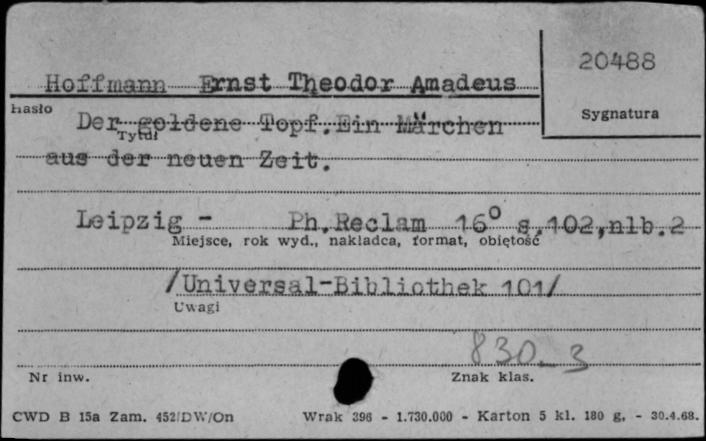 20488
Hoffmann Ernst Theodor Amadeus
Hasło
Sygnatura
Der goldene Topf. Ein Märchen
Tytuł
aus der neuen Zeit.
Leipzig - Ph. Reclam 16° s. 102, nlb. 2
Miejsce, rok wyd., nakładca, format, objętość
/Universal-Bibliothek 101/
Uwagi
830-3
Nr inw.
Znak klas.
CWD B 15a Zam. 452/DW/On Wrak 396 - 1.730.000 - Karton 5 kl. 180 g. - 30.4.68.